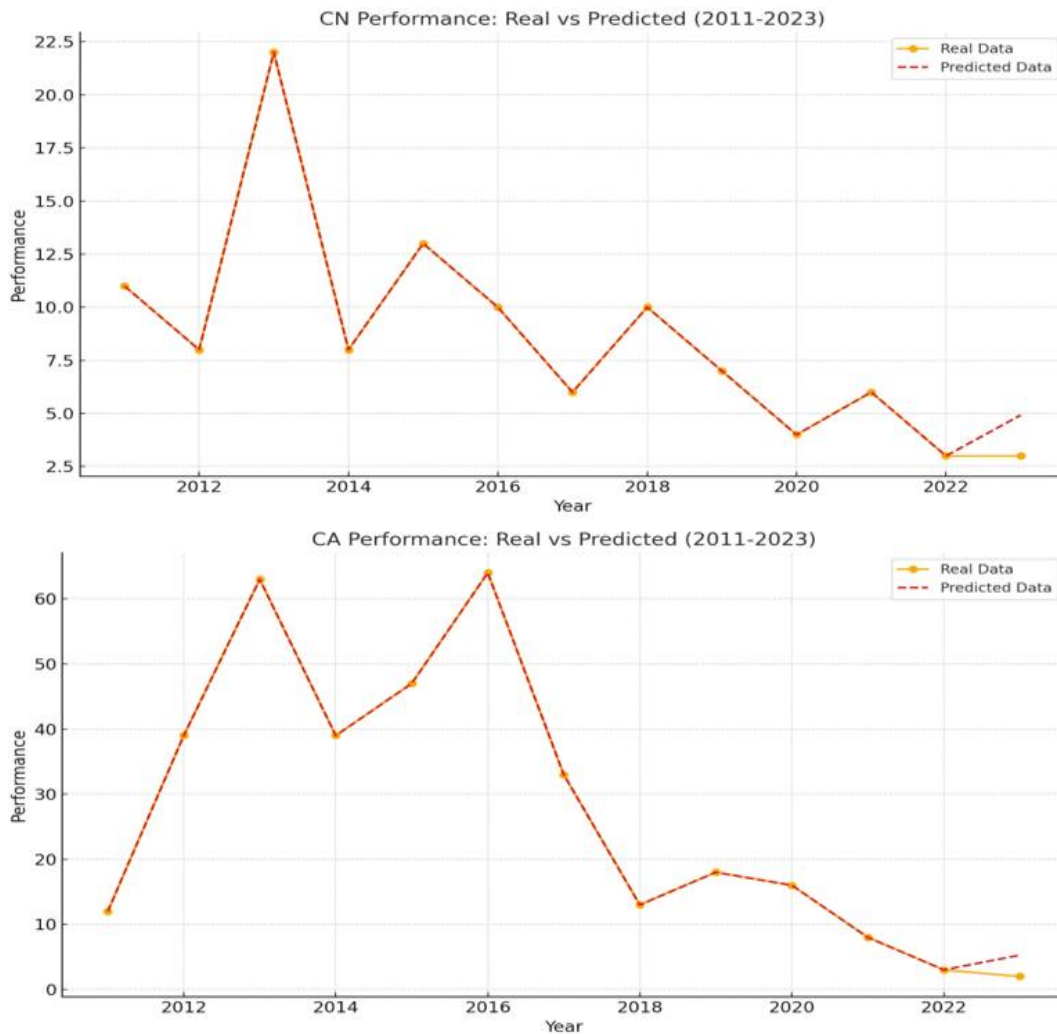 CN Performance: Real vs Predicted (2011-2023)
Real Data
Predicted Data
22.5
20.0
17.5
15.0
12.5
10.0
7.5
5.0
2.5
Performance
2012 2014 2016 2018 2020 2022
Year
CA Performance: Real vs Predicted (2011-2023)
Real Data
Predicted Data
60
50
40
30
20
10
0
Performance
2012 2014 2016 2018 2020 2022
Year